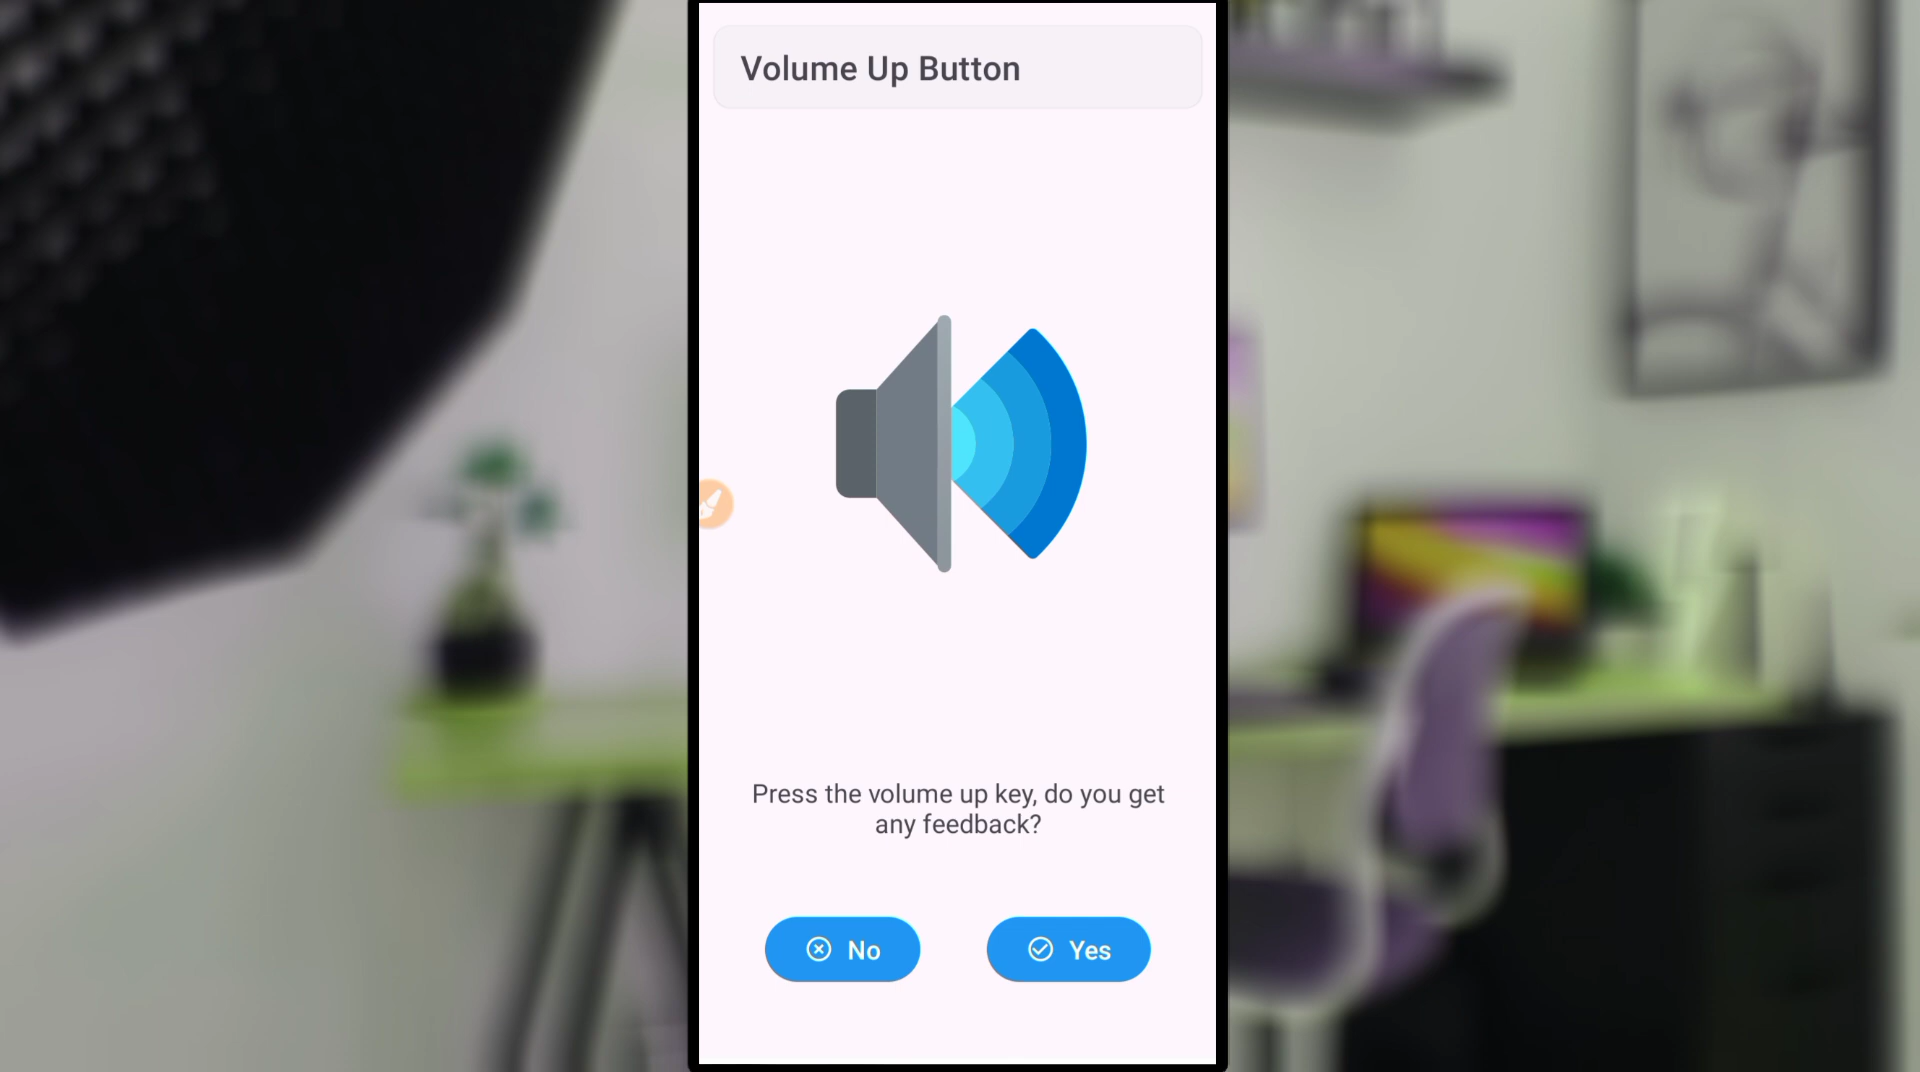 Volume Up Button
Press the volume up key, do you get
any feedback?
No
Yes